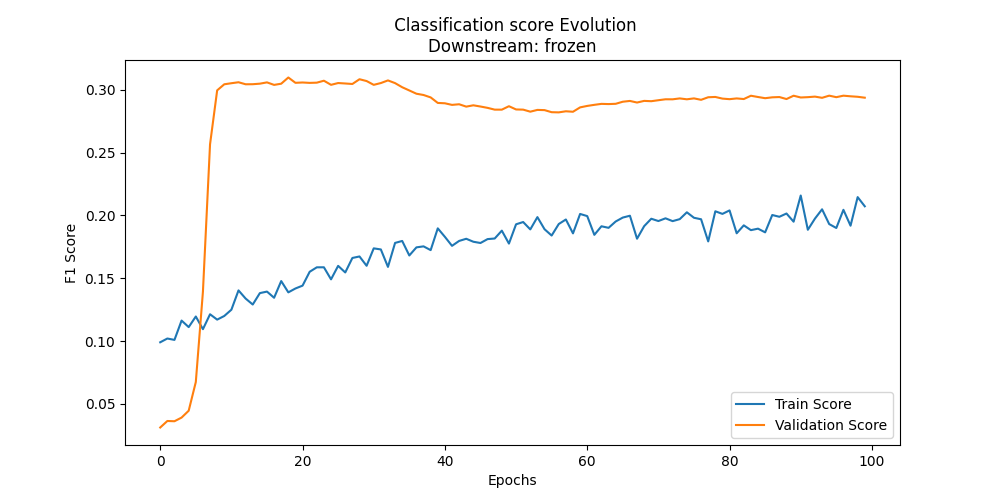 Classification score Evolution
Downstream: frozen
F1 Score
0.30
0.25
0.20
0.15
0.10
0.05
0
20
40
60
80
100
Epochs
Train Score
Validation Score